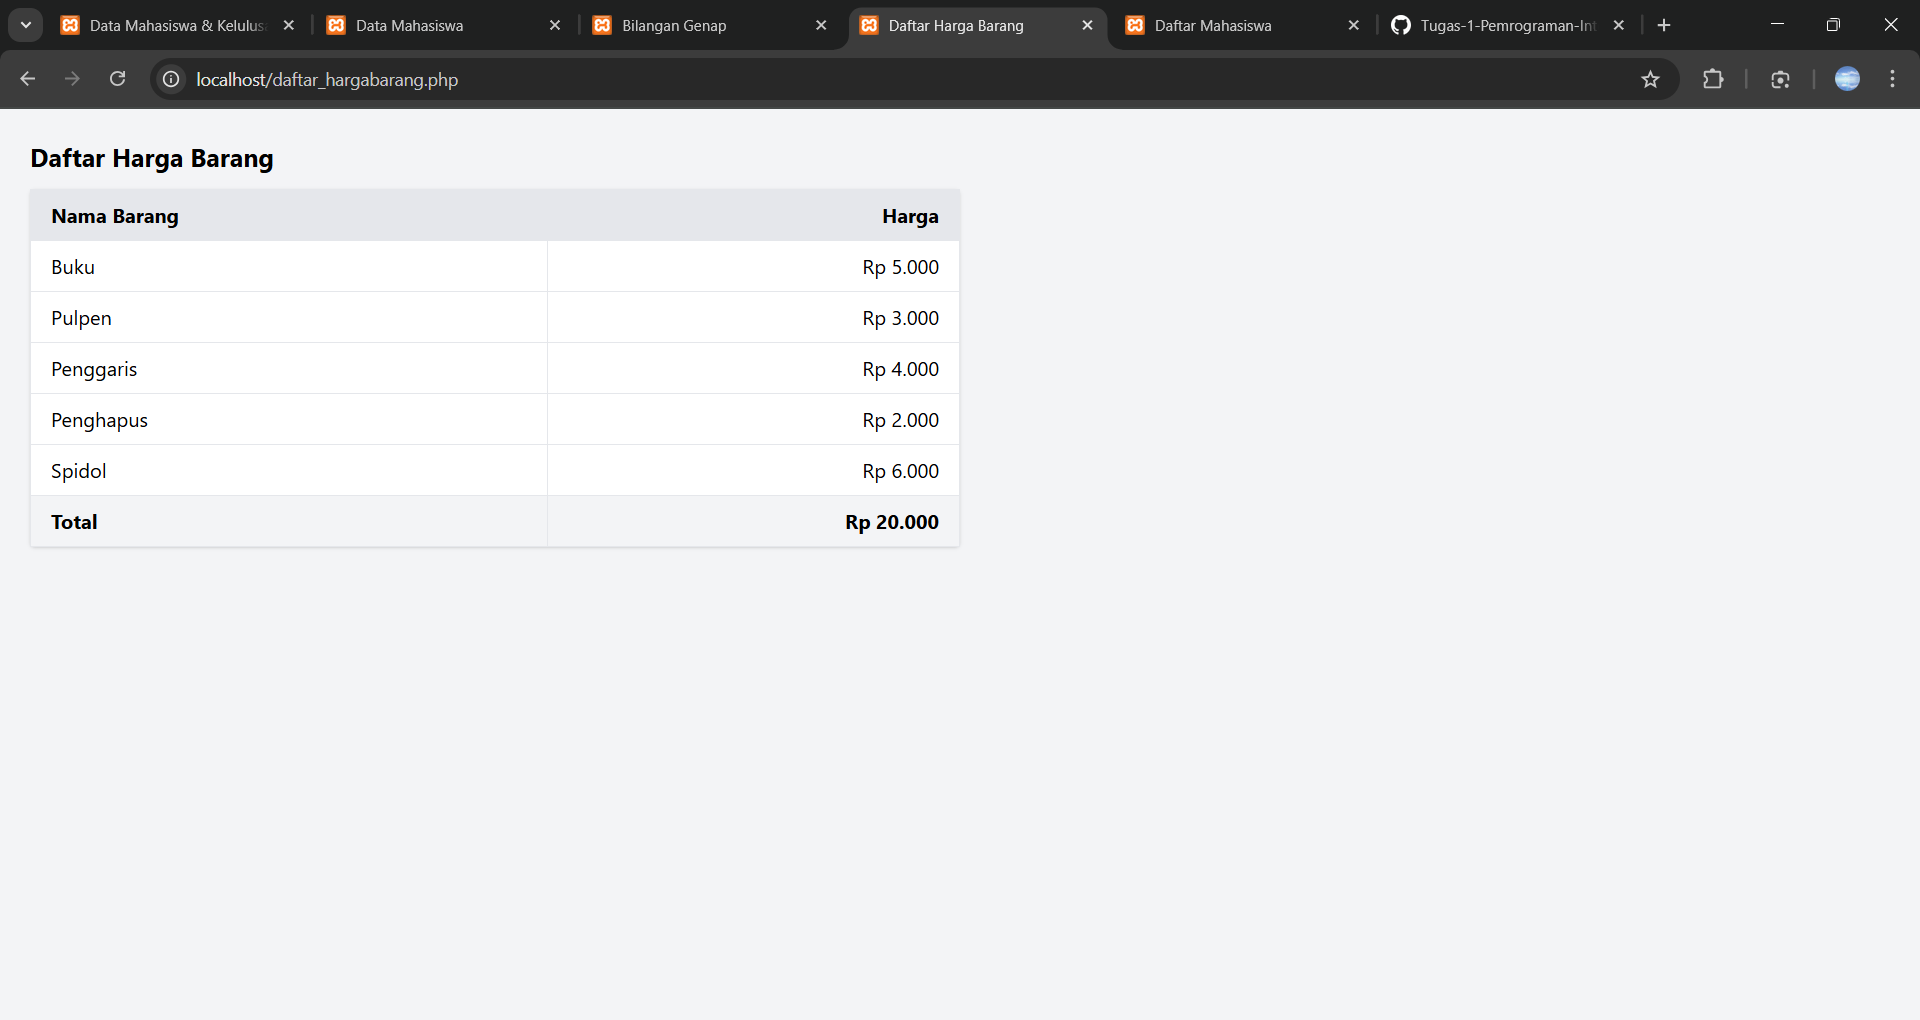 Data Mahasiswa & Kelulus
Data Mahasiswa
Bilangan Genap
Daftar Harga Barang
Daftar Mahasiswa
Tugas-1-Pemrograman-Int
localhost/daftar_hargabarang.php
Daftar Harga Barang
Nama Barang Harga
Buku Rp 5.000
Pulpen Rp 3.000
Penggaris Rp 4.000
Penghapus Rp 2.000
Spidol Rp 6.000
Total Rp 20.000